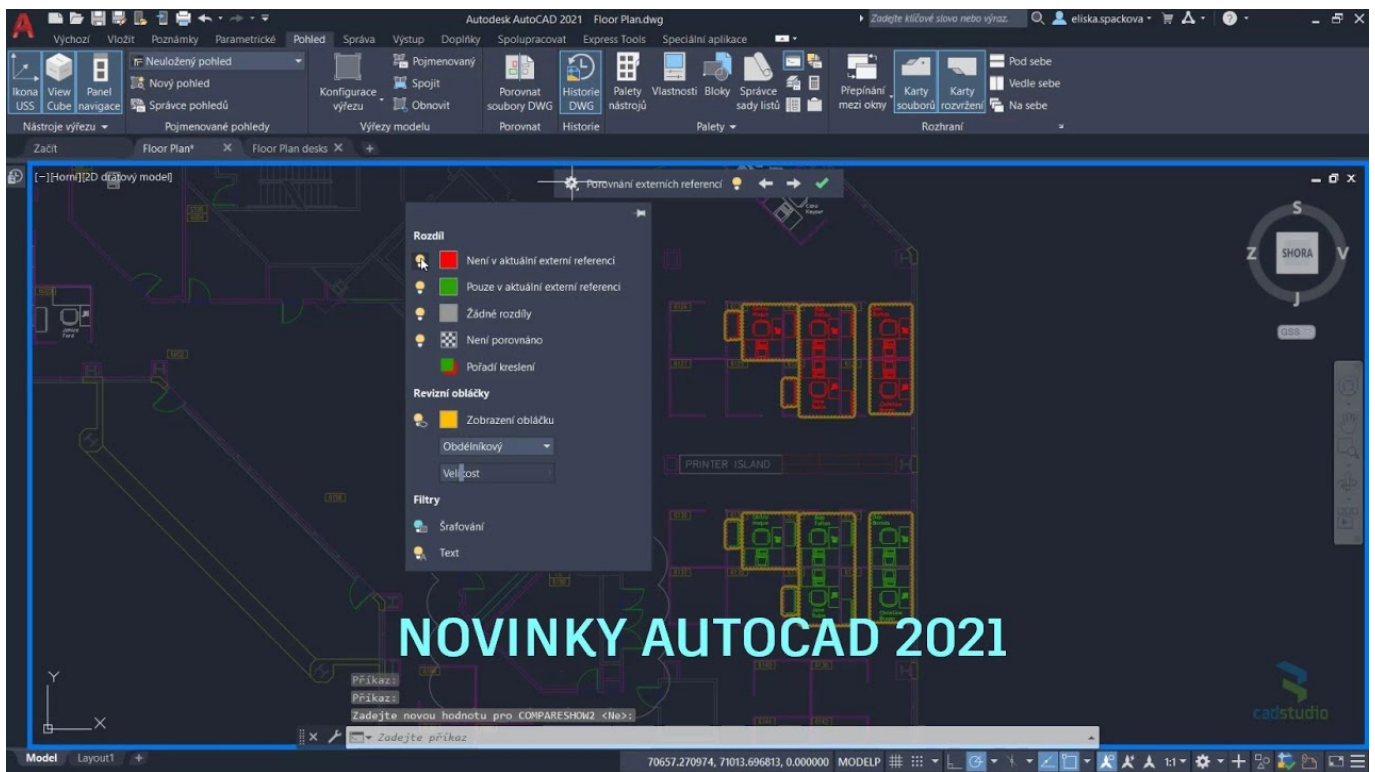 Autodesk AutoCAD 2021 Floor Plan.dwg
Zadejte klíčové slovo nebo výraz.
eliska.spackova
Výchozí Vložit Poznámky Parametrické Pohled Správa Výstup Doplňky Spolupracovat Express Tools Speciální aplikace
Ikona USS
View Cube
Panel navigace
Neuložený pohled
Nový pohled
Správce pohledů
Konfigurace výřezu
Pojmenovaný
Spojit
Obnovit
Porovnat soubory DWG
Historie DWG
Palety nástrojů
Vlastnosti
Bloky
Správce sady listů
Přepínání mezi okny
Karty souborů
Karty rozvržení
Pod sebe
Vedle sebe
Na sebe
Nástroje výřezu Pojmenované pohledy Výřezy modelu Porovnat Historie Palety Rozhraní
Začít Floor Plan* Floor Plan desks
[−][Horní][2D drátový model]
Porovnání externích referencí
Rozdíl
Není v aktuální externí referenci
Pouze v aktuální externí referenci
Žádné rozdíly
Není porovnáno
Pořadí kreslení
Revizní obláčky
Zobrazení obláčku
Obdélníkový
Velikost
Filtry
Šrafování
Text
S
Z SHORA V
J
GSS
PRINTER ISLAND
NOVINKY AUTOCAD 2021
Y
X
cadstudio
Příkaz:
Příkaz:
Zadejte novou hodnotu pro COMPARESHOW2 <Ne>:
Zadejte příkaz
Model Layout1
70657.270974, 71013.696813, 0.000000 MODELP 1:1